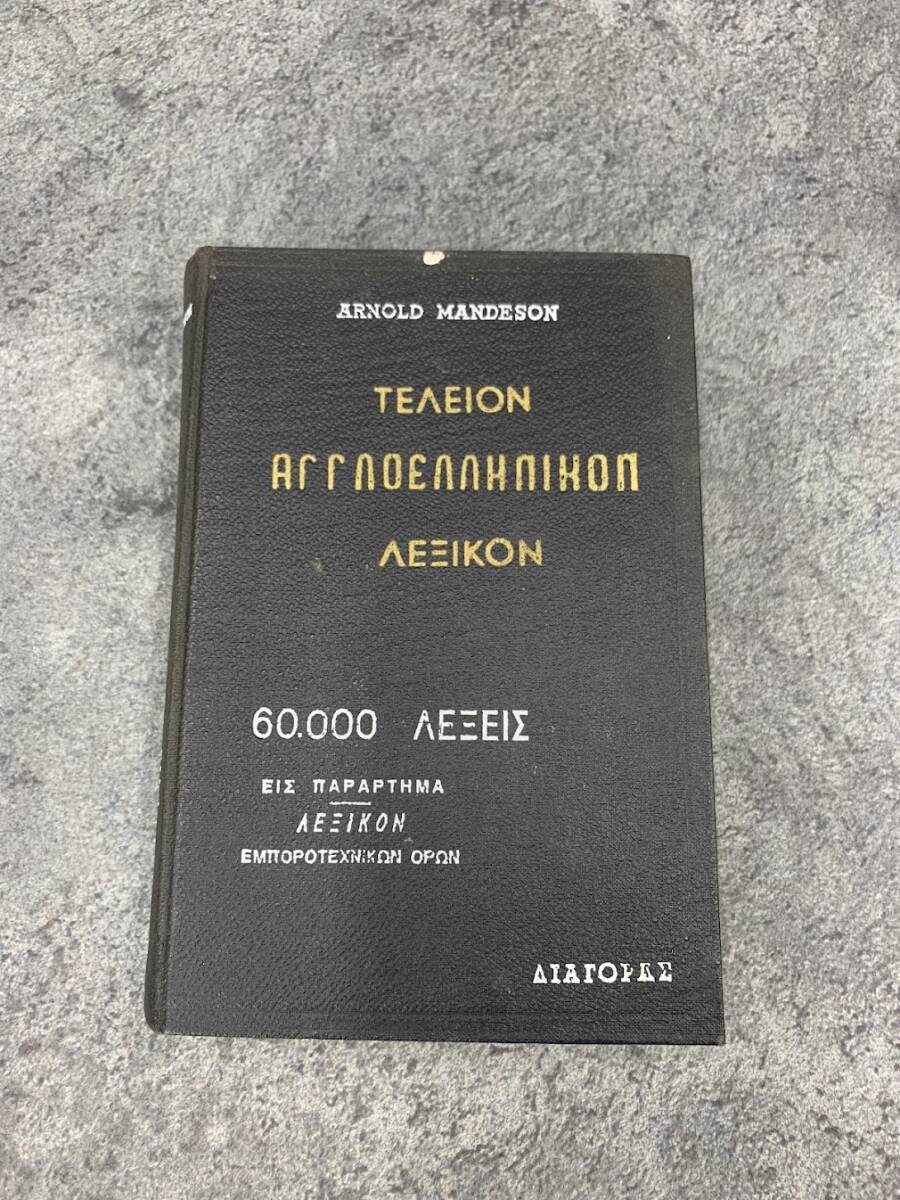 ARNOLD MANDESON
ΤΕΛΕΙΟΝ
ΑΓΓΛΟΕΛΛΗΝΙΚΟΝ
ΛΕΞΙΚΟΝ
60.000 ΛΕΞΕΙΣ
ΕΙΣ ΠΑΡΑΡΤΗΜΑ
ΛΕΞΙΚΟΝ
ΕΜΠΟΡΟΤΕΧΝΙΚΩΝ ΟΡΩΝ
ΔΙΑΓΟΡΑΣ